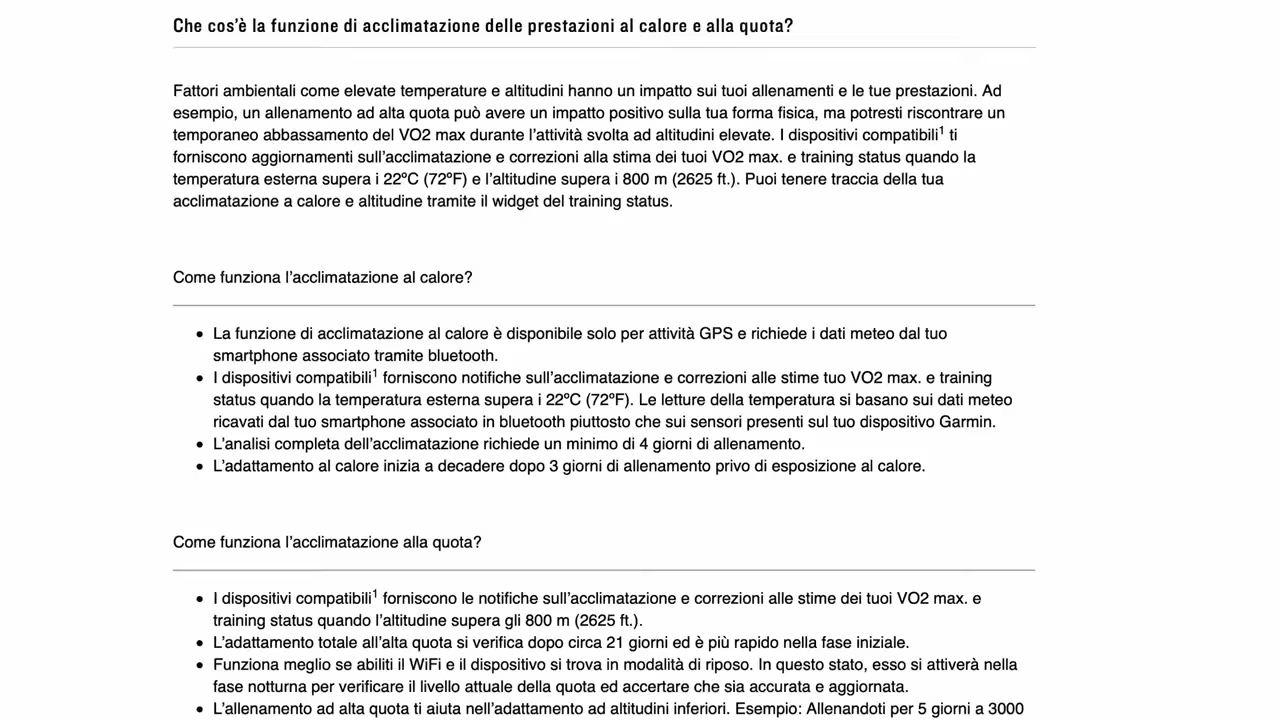 Che cos'è la funzione di acclimatazione delle prestazioni al calore e alla quota?
Fattori ambientali come elevate temperature e altitudini hanno un impatto sui tuoi allenamenti e le tue prestazioni. Ad
esempio, un allenamento ad alta quota può avere un impatto positivo sulla tua forma fisica, ma potresti riscontrare un
temporaneo abbassamento del VO2 max durante l'attività svolta ad altitudini elevate. I dispositivi compatibili1 ti
forniscono aggiornamenti sull'acclimatazione e correzioni alla stima dei tuoi VO2 max. e training status quando la
temperatura esterna supera i 22ºC (72ºF) e l'altitudine supera i 800 m (2625 ft.). Puoi tenere traccia della tua
acclimatazione a calore e altitudine tramite il widget del training status.
Come funziona l'acclimatazione al calore?
• La funzione di acclimatazione al calore è disponibile solo per attività GPS e richiede i dati meteo dal tuo
smartphone associato tramite bluetooth.
• I dispositivi compatibili1 forniscono notifiche sull'acclimatazione e correzioni alle stime tuo VO2 max. e training
status quando la temperatura esterna supera i 22ºC (72ºF). Le letture della temperatura si basano sui dati meteo
ricavati dal tuo smartphone associato in bluetooth piuttosto che sui sensori presenti sul tuo dispositivo Garmin.
• L'analisi completa dell'acclimatazione richiede un minimo di 4 giorni di allenamento.
• L'adattamento al calore inizia a decadere dopo 3 giorni di allenamento privo di esposizione al calore.
Come funziona l'acclimatazione alla quota?
• I dispositivi compatibili1 forniscono le notifiche sull'acclimatazione e correzioni alle stime dei tuoi VO2 max. e
training status quando l'altitudine supera gli 800 m (2625 ft.).
• L'adattamento totale all'alta quota si verifica dopo circa 21 giorni ed è più rapido nella fase iniziale.
• Funziona meglio se abiliti il WiFi e il dispositivo si trova in modalità di riposo. In questo stato, esso si attiverà nella
fase notturna per verificare il livello attuale della quota ed accertare che sia accurata e aggiornata.
• L'allenamento ad alta quota ti aiuta nell'adattamento ad altitudini inferiori. Esempio: Allenandoti per 5 giorni a 3000